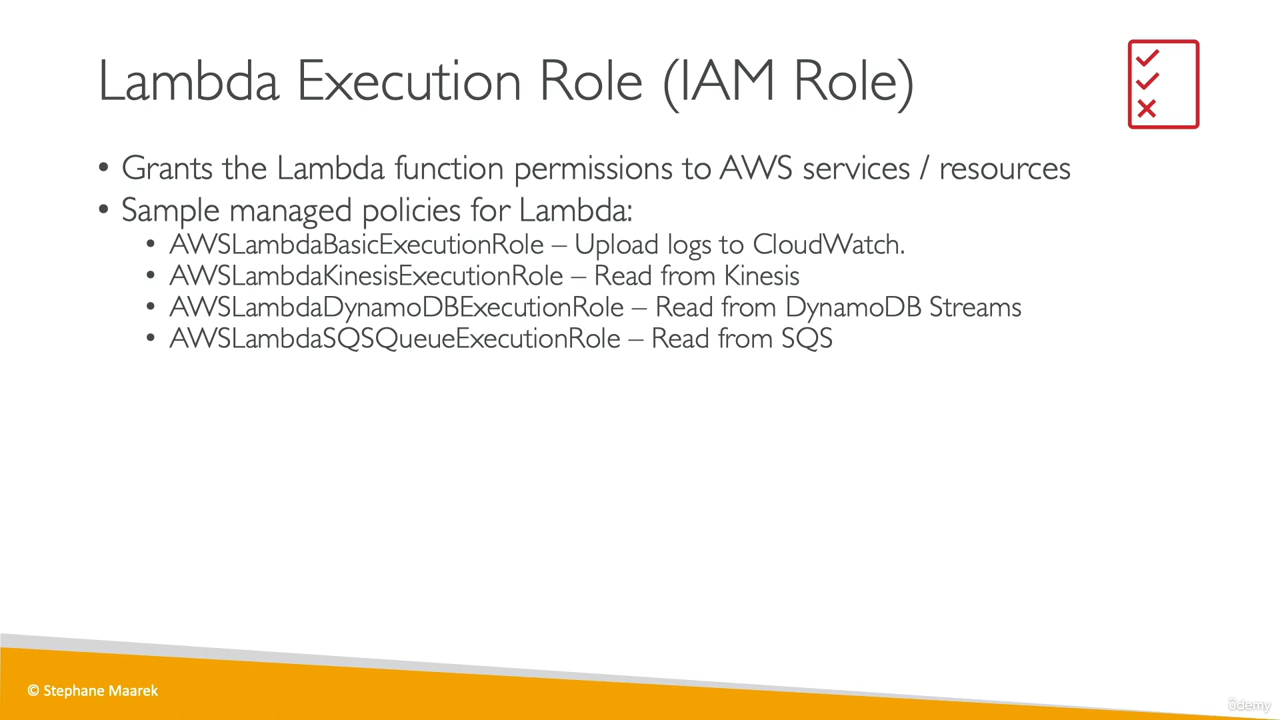 Lambda Execution Role (IAM Role)
• Grants the Lambda function permissions to AWS services / resources
• Sample managed policies for Lambda:
• AWSLambdaBasicExecutionRole – Upload logs to CloudWatch.
• AWSLambdaKinesisExecutionRole – Read from Kinesis
• AWSLambdaDynamoDBExecutionRole – Read from DynamoDB Streams
• AWSLambdaSQSQueueExecutionRole – Read from SQS
© Stephane Maarek
ûdemy